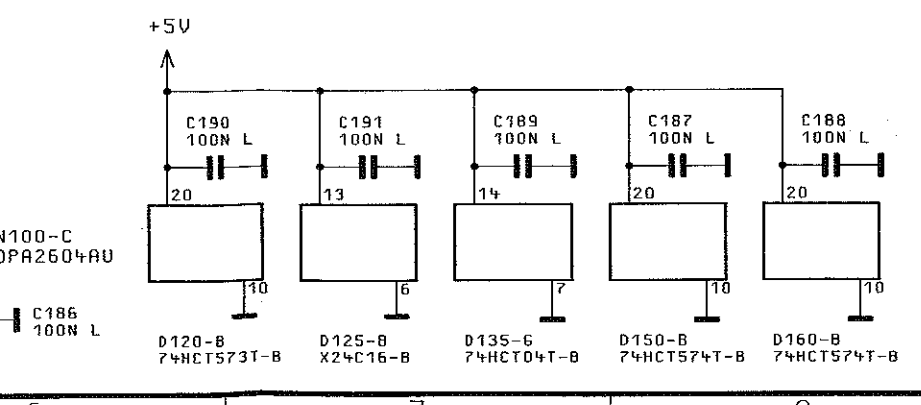 +5V
C190
100N L
C191
100N L
C189
100N L
C187
100N L
C188
100N L
20
13
14
20
20
N100-C
OPA2604AU
10
6
7
10
10
C186
100N L
D120-B
74HCT573T-B
D125-B
X24C16-B
D135-G
74HCT04T-B
D150-B
74HCT574T-B
D160-B
74HCT574T-B
7